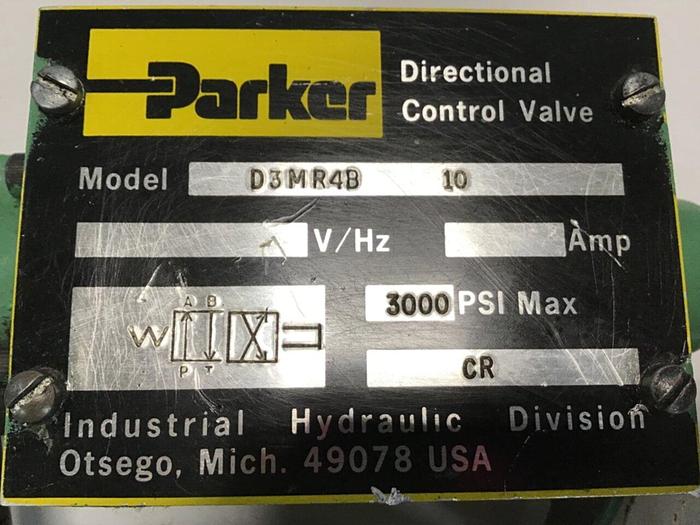 Parker
Directional
Control Valve
Model D3MR4B 10
V/Hz Amp
A B
3000 PSI Max
P T
CR
Industrial Hydraulic Division
Otsego, Mich. 49078 USA